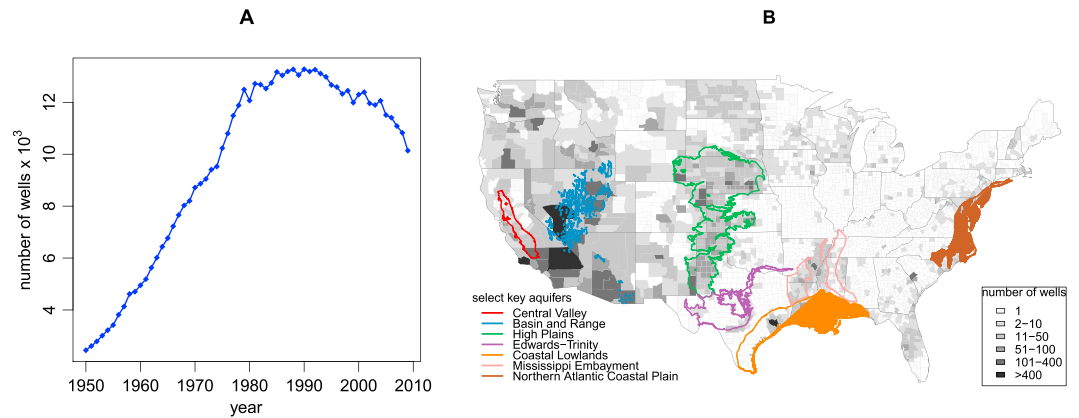 A
number of wells x 10³
12
10
8
6
4
1950 1960 1970 1980 1990 2000 2010
year
B
select key aquifers
Central Valley
Basin and Range
High Plains
Edwards−Trinity
Coastal Lowlands
Mississippi Embayment
Northern Atlantic Coastal Plain
number of wells
1
2−10
11−50
51−100
101−400
>400